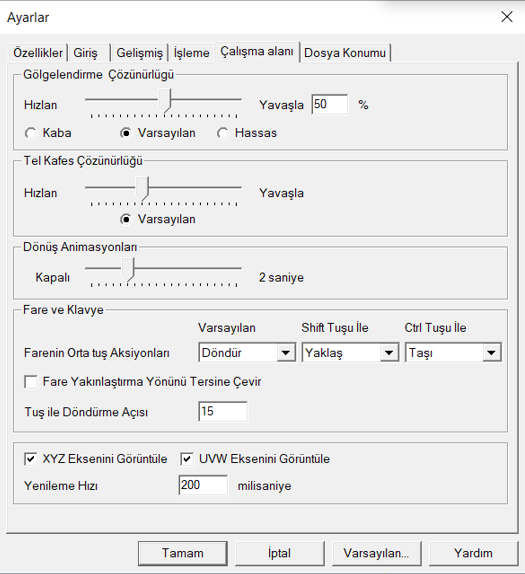 Ayarlar
Özellikler Giriş Gelişmiş İşleme Çalışma alanı Dosya Konumu
Gölgelendirme Çözünürlügü
Hızlan Yavaşla 50 %
Kaba Varsayılan Hassas
Tel Kafes Çözünürlüğü
Hızlan Yavaşla
Varsayılan
Dönüş Animasyonları
Kapalı 2 saniye
Fare ve Klavye
Varsayılan Shift Tuşu İle Ctrl Tuşu İle
Farenin Orta tuş Aksiyonları Döndür Yaklaş Taşı
Fare Yakınlaştırma Yönünü Tersine Çevir
Tuş ile Döndürme Açısı 15
XYZ Eksenini Görüntüle UVW Eksenini Görüntüle
Yenileme Hızı 200 milisaniye
Tamam İptal Varsayılan... Yardım